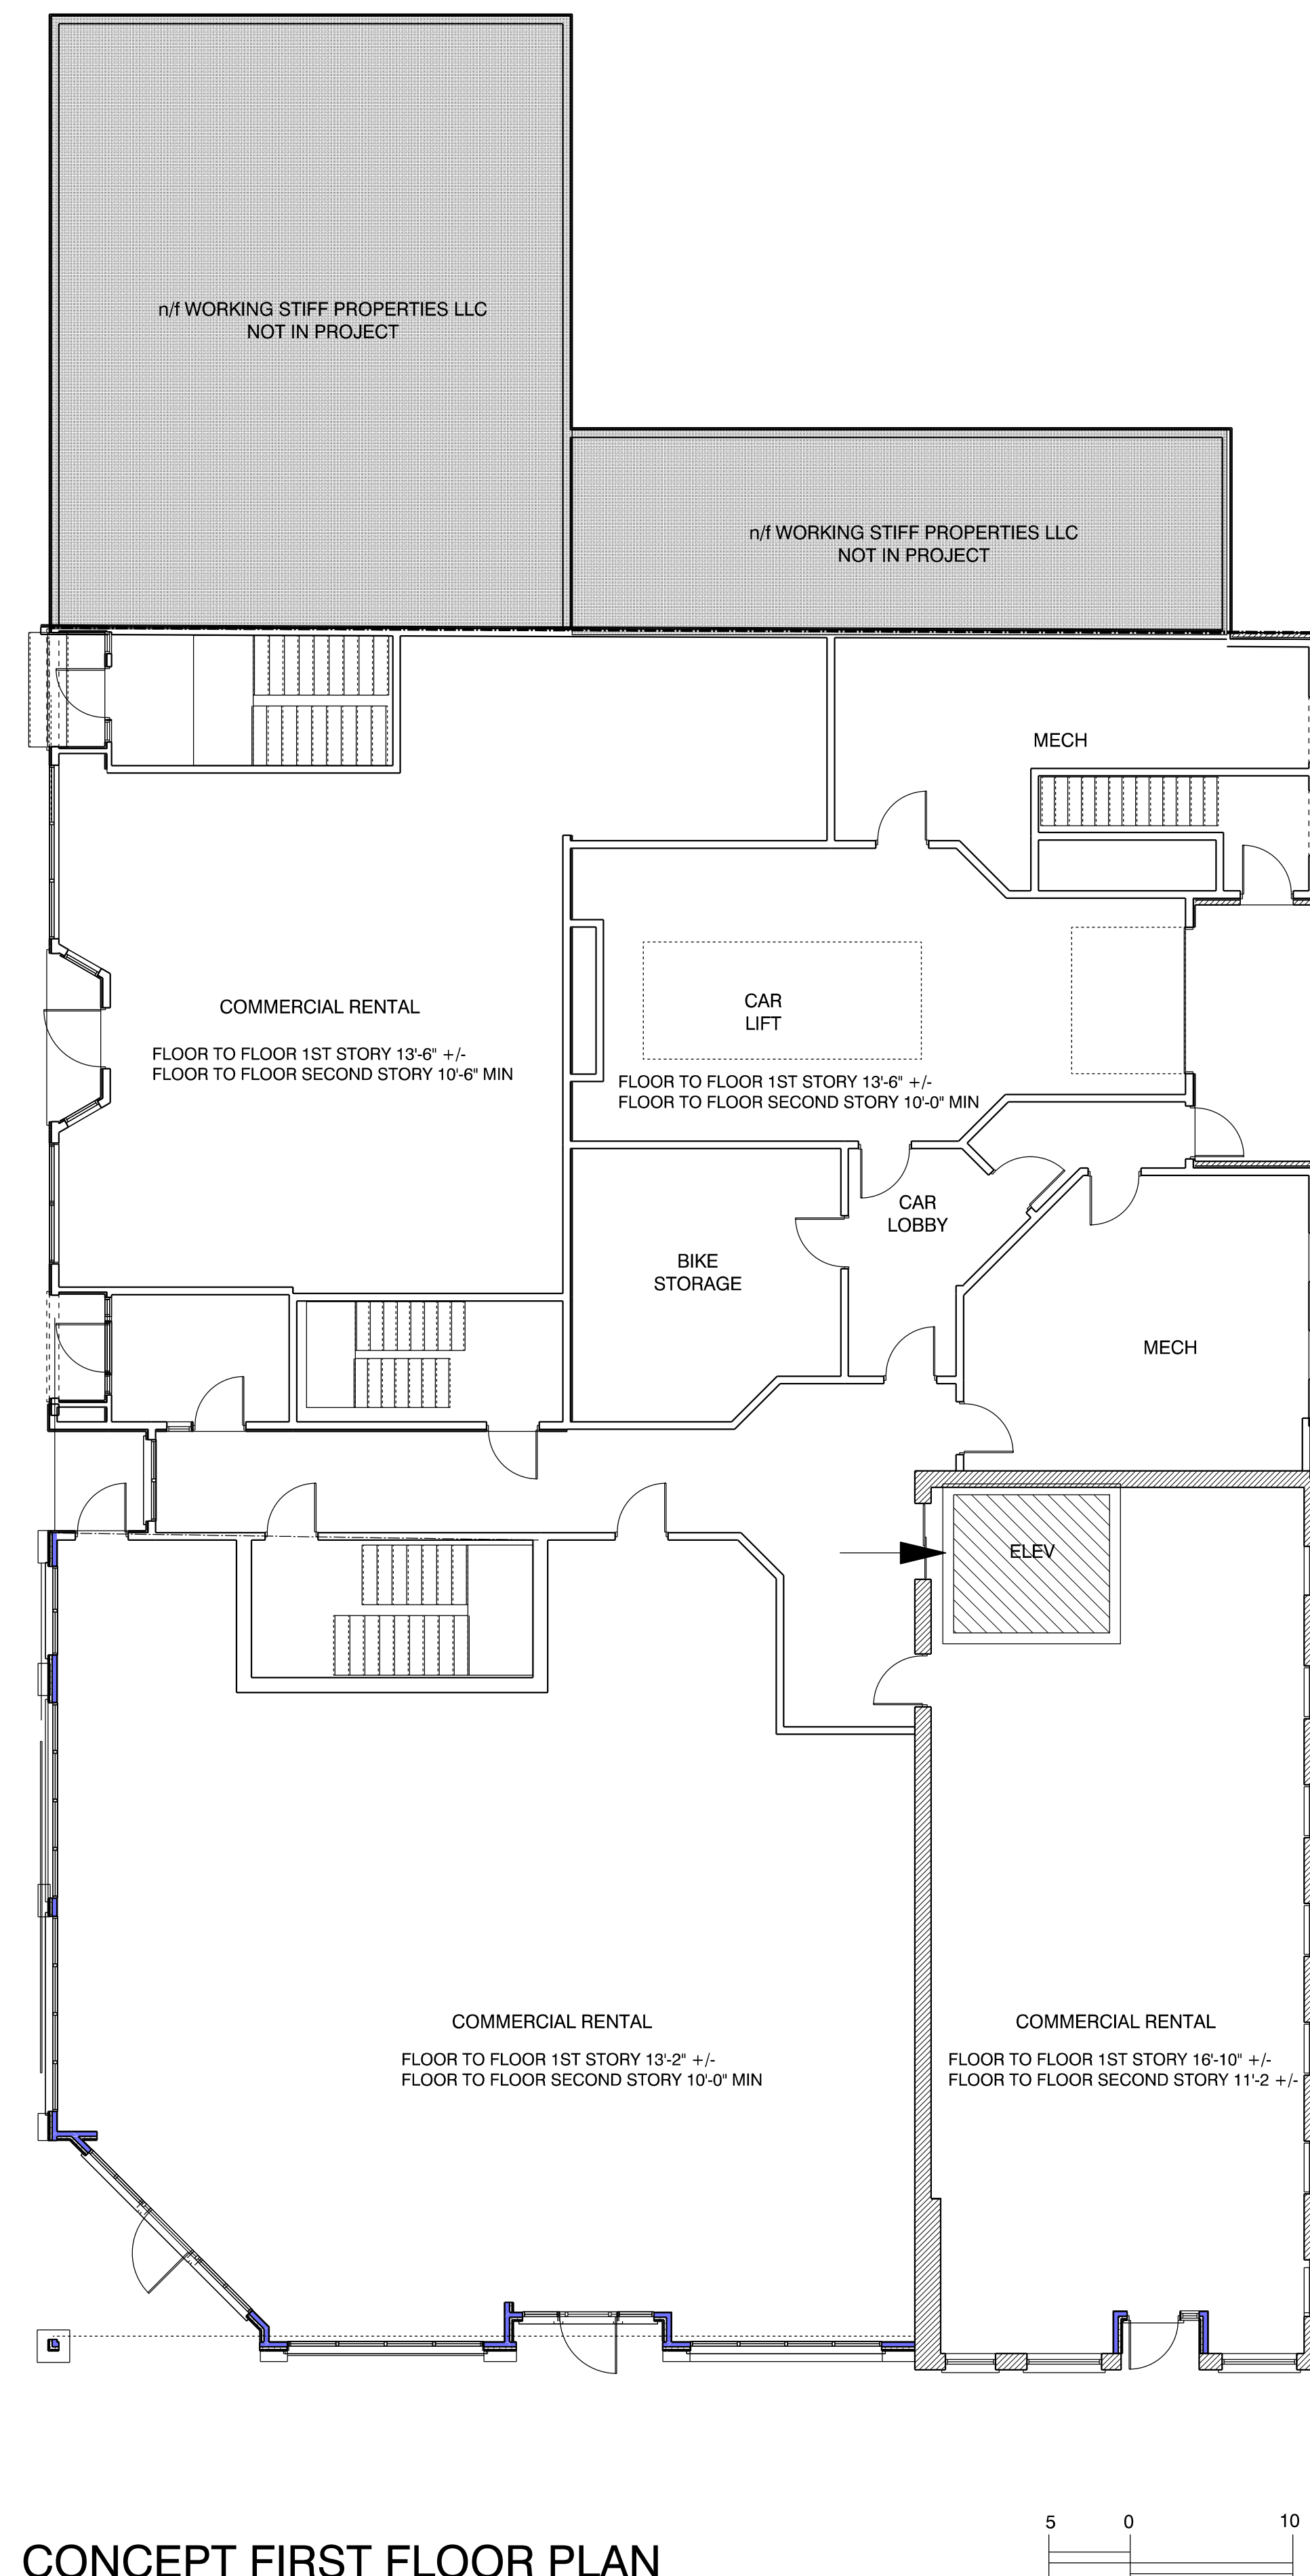 n/f WORKING STIFF PROPERTIES LLC
NOT IN PROJECT
n/f WORKING STIFF PROPERTIES LLC
NOT IN PROJECT
MECH
COMMERCIAL RENTAL
FLOOR TO FLOOR 1ST STORY 13'-6" +/-
FLOOR TO FLOOR SECOND STORY 10'-6" MIN
CAR
LIFT
FLOOR TO FLOOR 1ST STORY 13'-6" +/-
FLOOR TO FLOOR SECOND STORY 10'-0" MIN
CAR
LOBBY
BIKE
STORAGE
MECH
ELEV
COMMERCIAL RENTAL
FLOOR TO FLOOR 1ST STORY 13'-2" +/-
FLOOR TO FLOOR SECOND STORY 10'-0" MIN
COMMERCIAL RENTAL
FLOOR TO FLOOR 1ST STORY 16'-10" +/-
FLOOR TO FLOOR SECOND STORY 11'-2 +/-
5 0 10
CONCEPT FIRST FLOOR PLAN